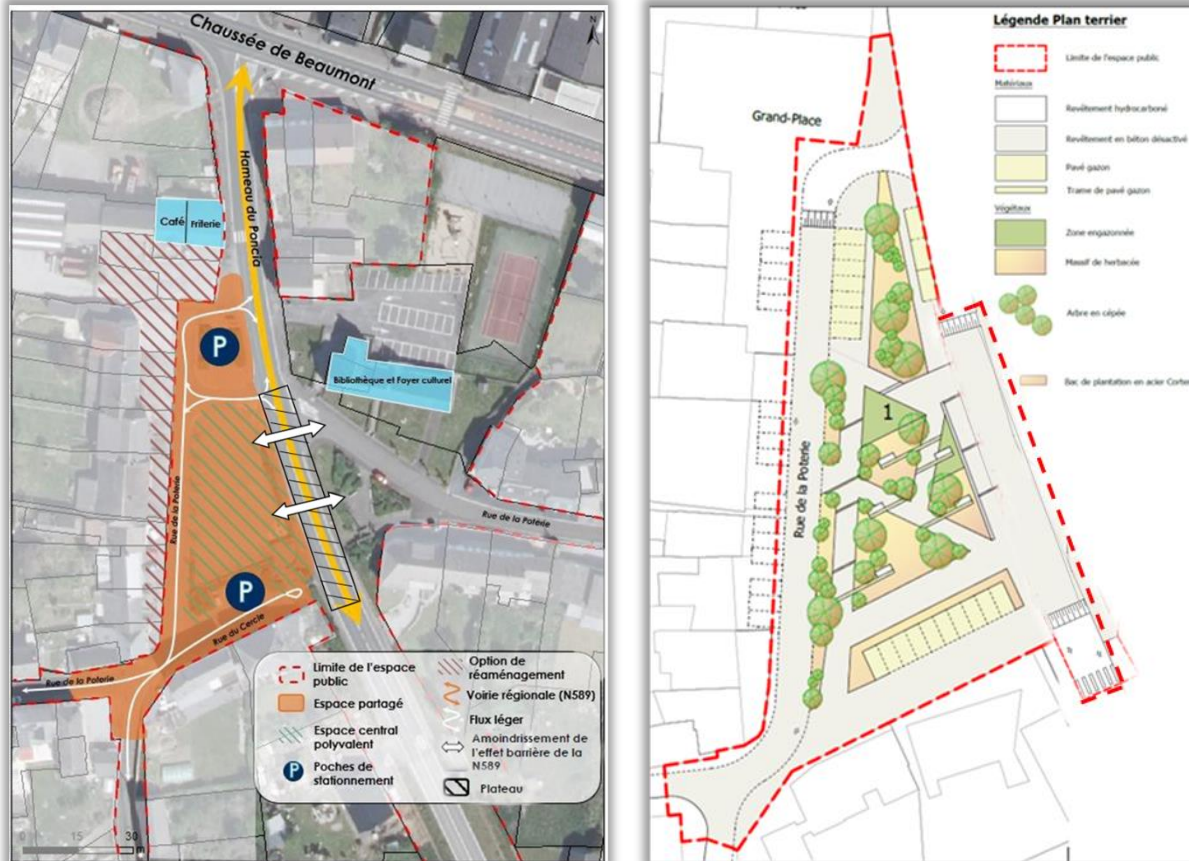 N
Chaussée de Beaumont
Hameau du Poncia
Café
Friterie
P
Bibliothèque et Foyer culturel
Rue de la Poterie
Rue de la Potérie
P
Rue du Cercle
Rue de la Poterie
Limite de l'espace
public
Espace partagé
Espace central
polyvalent
P
Poches de
stationnement
Option de
réaménagement
Voirie régionale (N589)
Flux léger
Amoindrissement de
l'effet barrière de la
N589
Plateau
0 15 30
Grand-Place
Rue de la Poterie
1
Légende Plan terrier
Limite de l'espace public
Matériaux
Revêtement hydrocarboné
Revêtement en béton désactivé
Pavé gazon
Trame de pavé gazon
Végétaux
Zone engazonnée
Massif de herbacée
Arbre en cépée
Bac de plantation en acier Corten